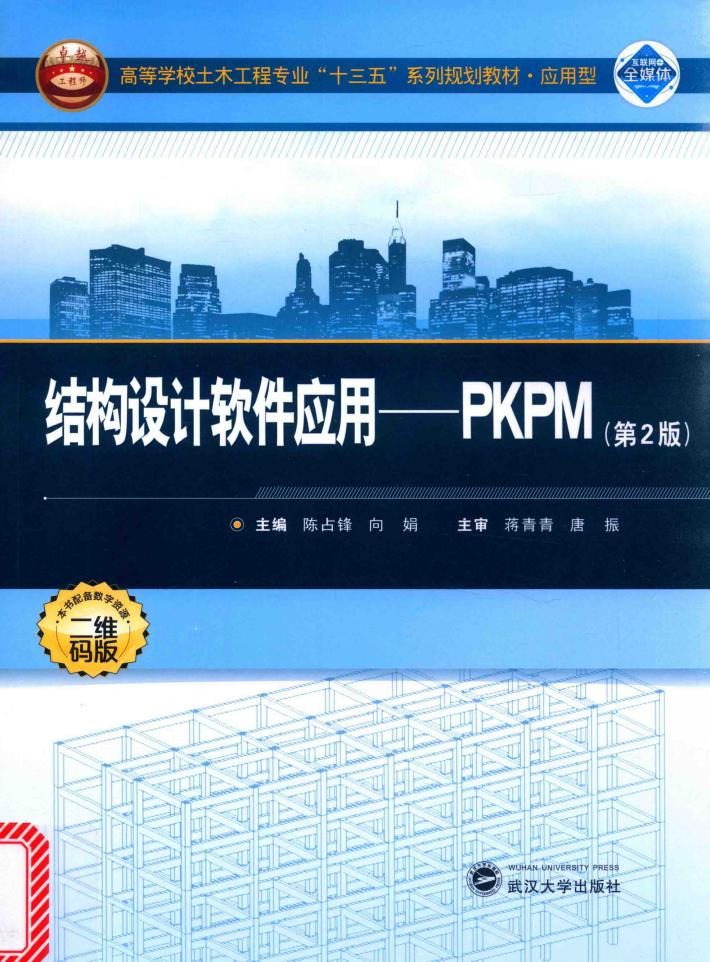 卓越
工程师
高等学校土木工程专业“十三五”系列规划教材·应用型
互联网+
全媒体
结构设计软件应用——PKPM（第2版）
主编 陈占锋 向 娟 主审 蒋青青 唐 振
·本书配备数字资源·
二维
码版
WUHAN UNIVERSITY PRESS
武汉大学出版社